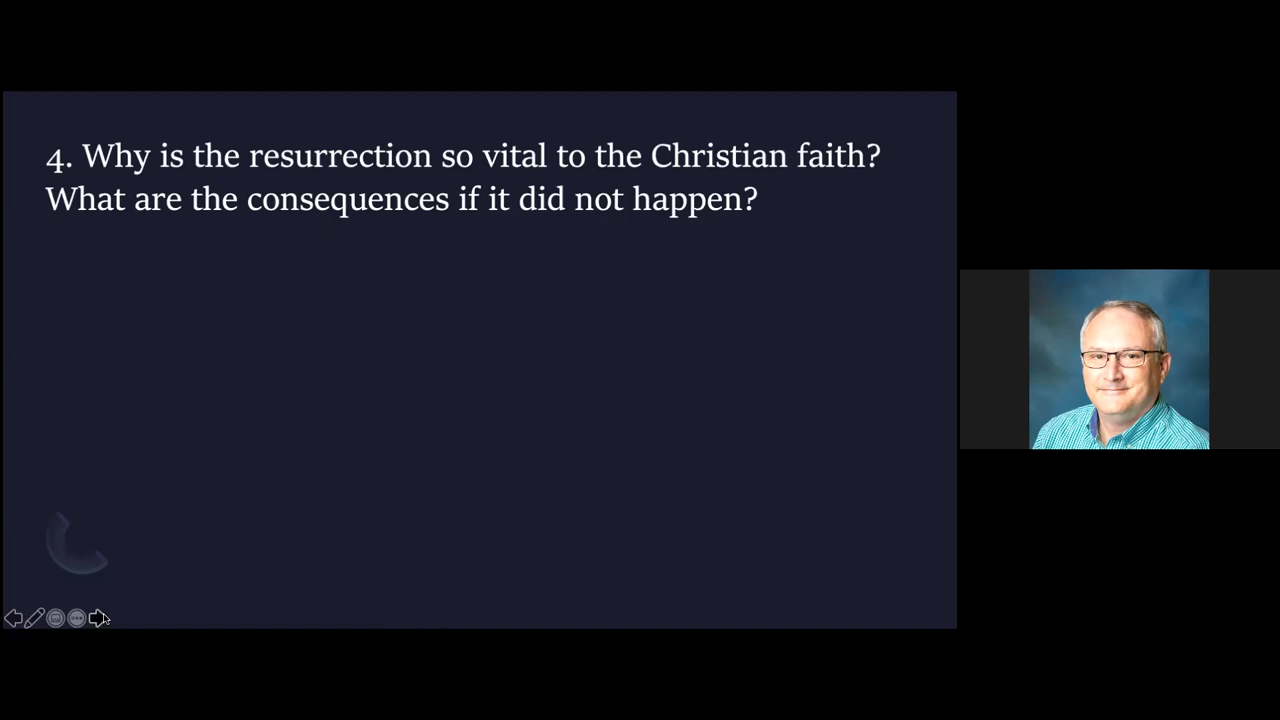 4. Why is the resurrection so vital to the Christian faith?
What are the consequences if it did not happen?